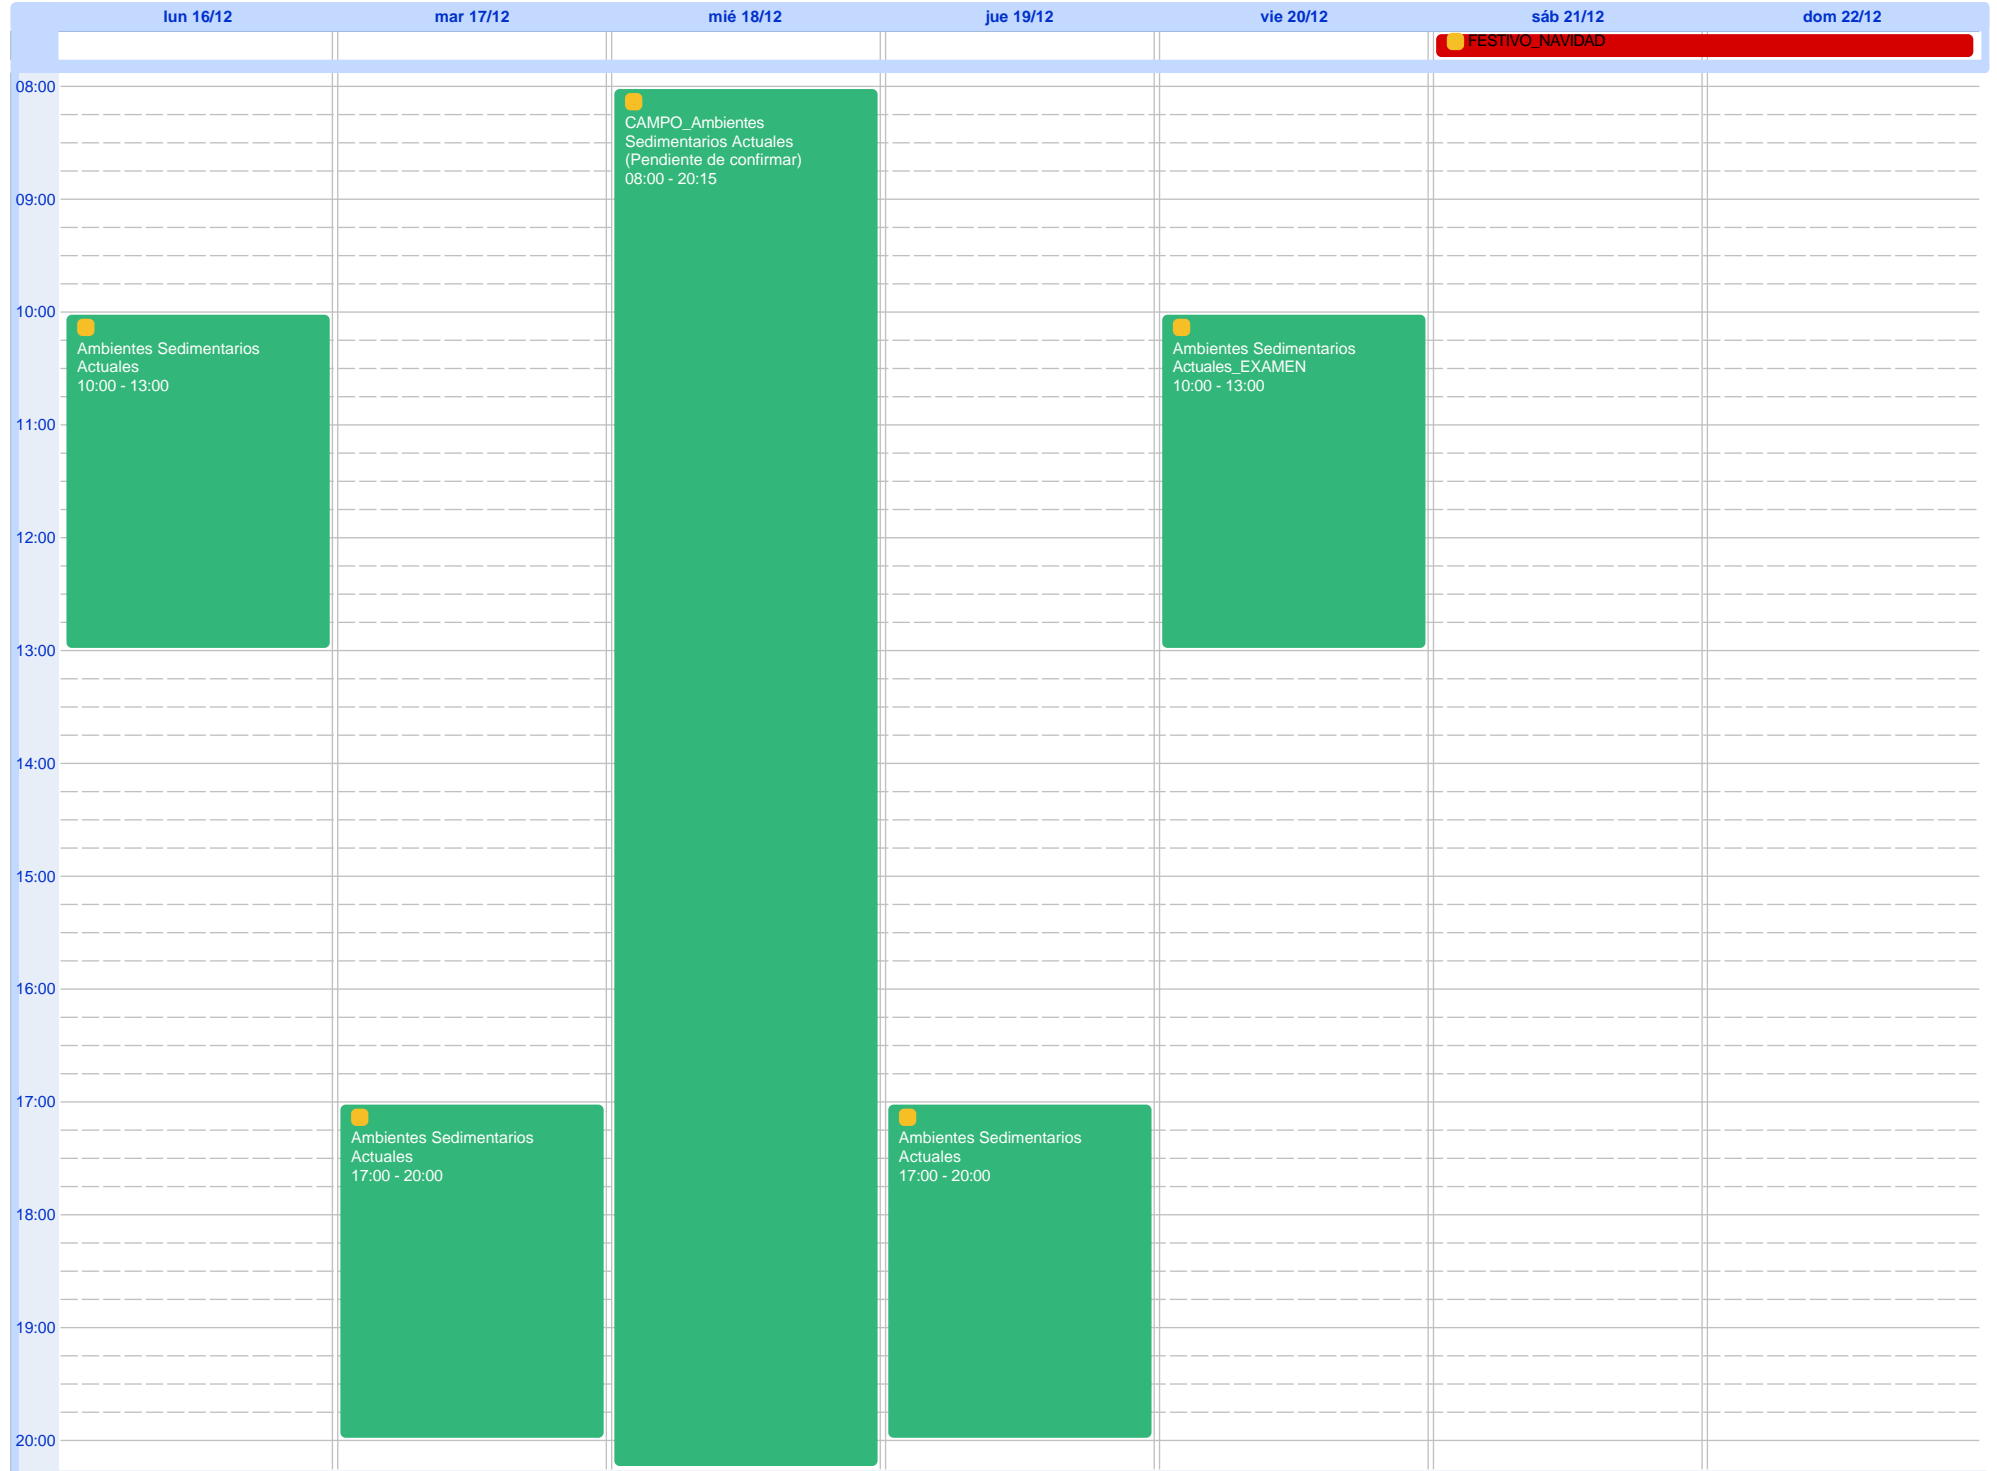 lun 16/12
mar 17/12
mié 18/12
jue 19/12
vie 20/12
sáb 21/12
dom 22/12
FESTIVO_NAVIDAD
08:00
CAMPO_Ambientes
Sedimentarios Actuales
(Pendiente de confirmar)
08:00 - 20:15
09:00
10:00
Ambientes Sedimentarios
Actuales
10:00 - 13:00
Ambientes Sedimentarios
Actuales_EXAMEN
10:00 - 13:00
11:00
12:00
13:00
14:00
15:00
16:00
17:00
Ambientes Sedimentarios
Actuales
17:00 - 20:00
Ambientes Sedimentarios
Actuales
17:00 - 20:00
18:00
19:00
20:00